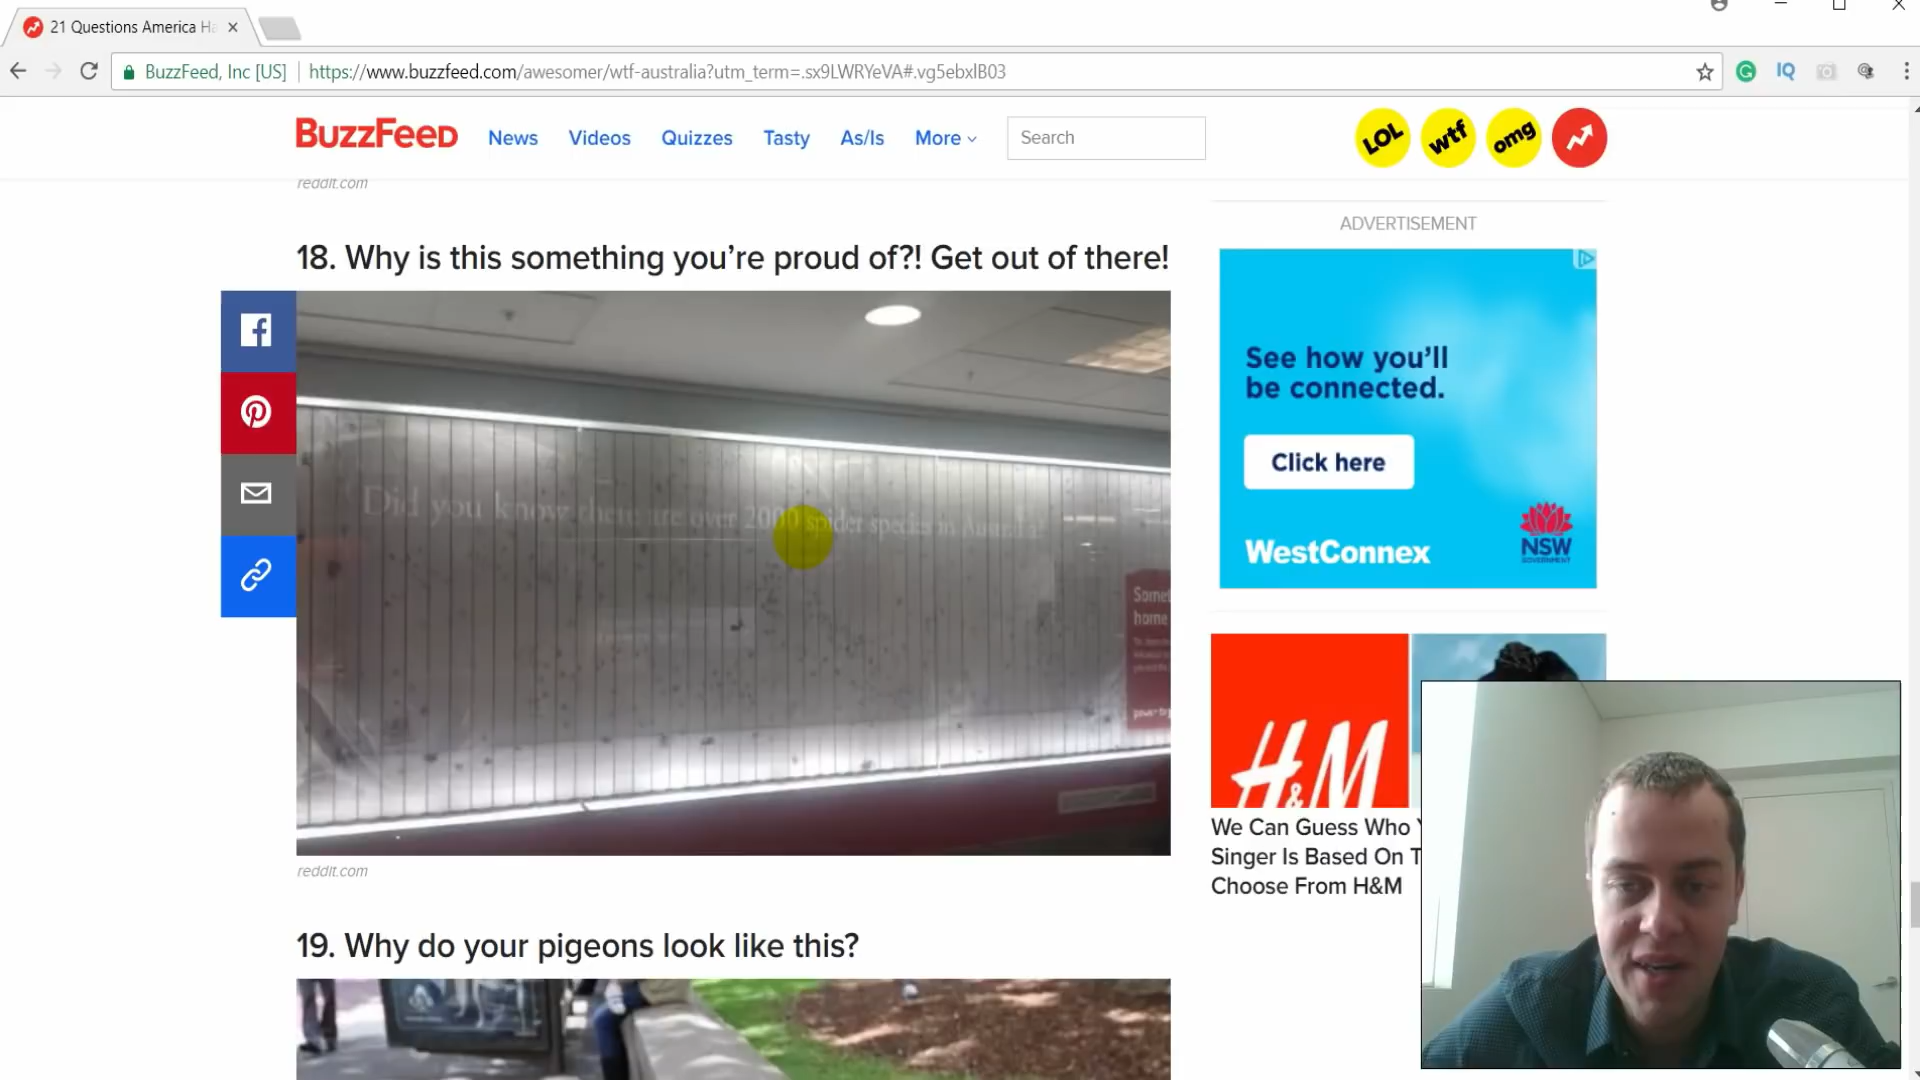 21 Questions America Ha
BuzzFeed, Inc [US]
https://www.buzzfeed.com/awesomer/wtf-australia?utm_term=.sx9LWRYeVA#.vg5ebxlB03
BuzzFeeD
News
Videos
Quizzes
Tasty
As/Is
More
Search
LOL
wtf
omg
reddit.com
18. Why is this something you're proud of?! Get out of there!
Did you know there are over 2000 spider species in Australia
Somet
home
reddit.com
19. Why do your pigeons look like this?
ADVERTISEMENT
See how you'll
be connected.
Click here
WestConnex
NSW
GOVERNMENT
H&M
We Can Guess Who Y
Singer Is Based On T
Choose From H&M